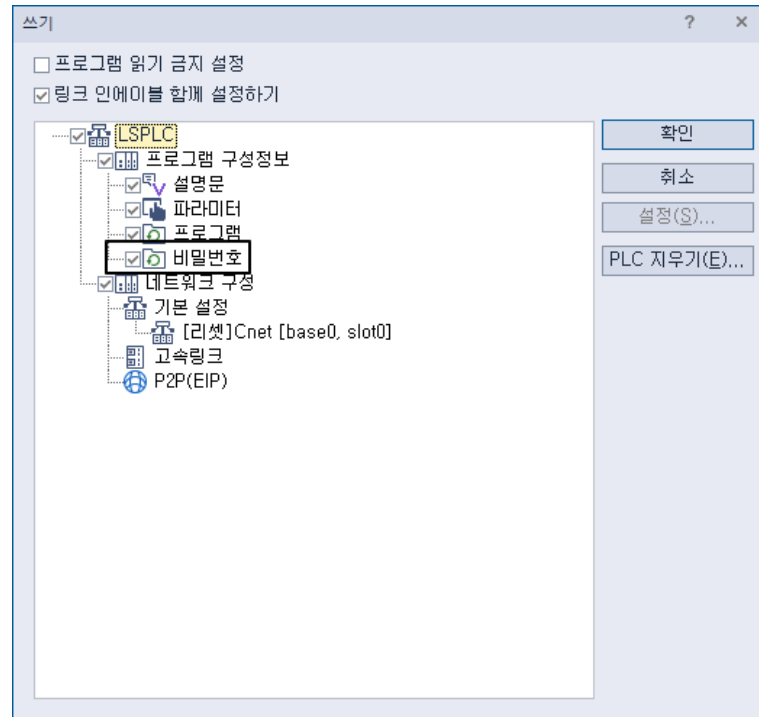 쓰기
프로그램 읽기 금지 설정
링크 인에이블 함께 설정하기
LSPLC
프로그램 구성정보
설명문
파라미터
프로그램
비밀번호
네트워크 구성
기본 설정
[리셋]Cnet [base0, slot0]
고속링크
P2P(EIP)
확인
취소
설정(S)...
PLC 지우기(E)...